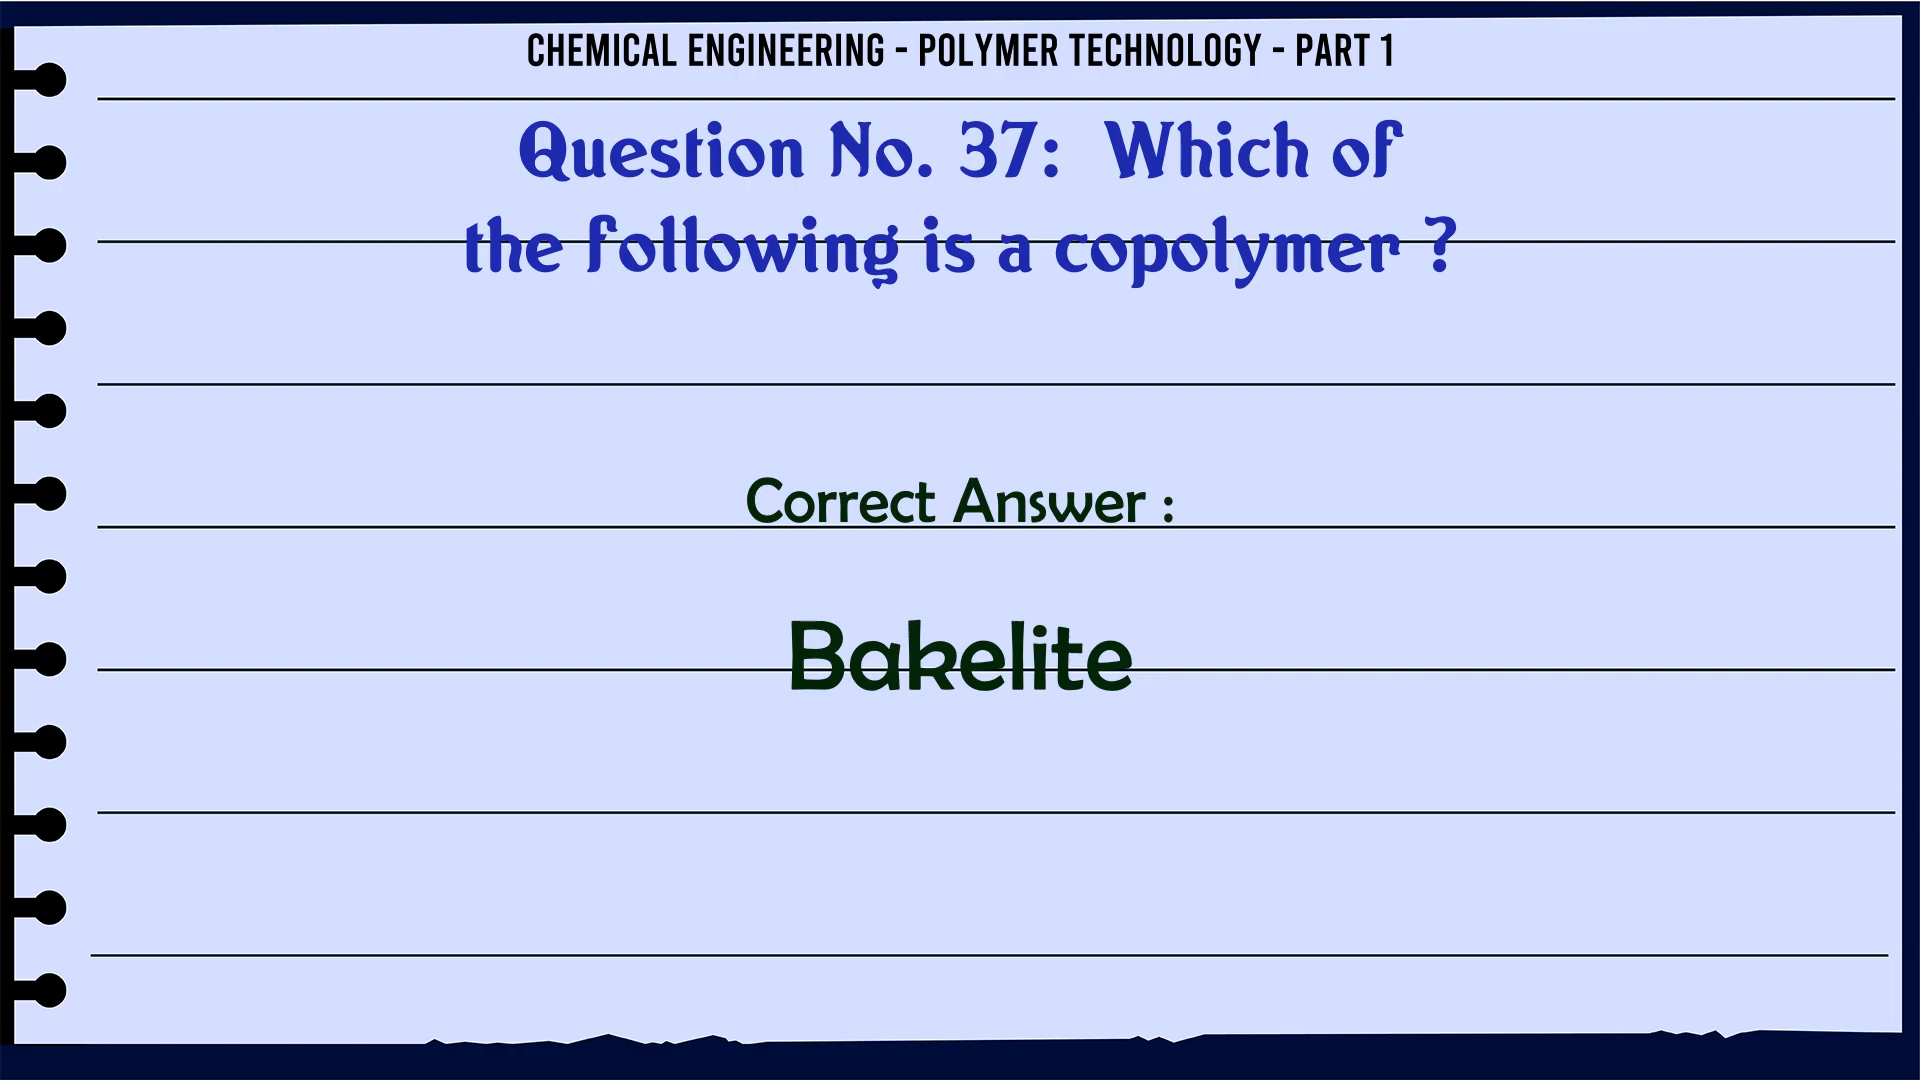 CHEMICAL ENGINEERING - POLYMER TECHNOLOGY - PART 1
Question No. 37:  Which of
the following is a copolymer ?
Correct Answer :
Bakelite